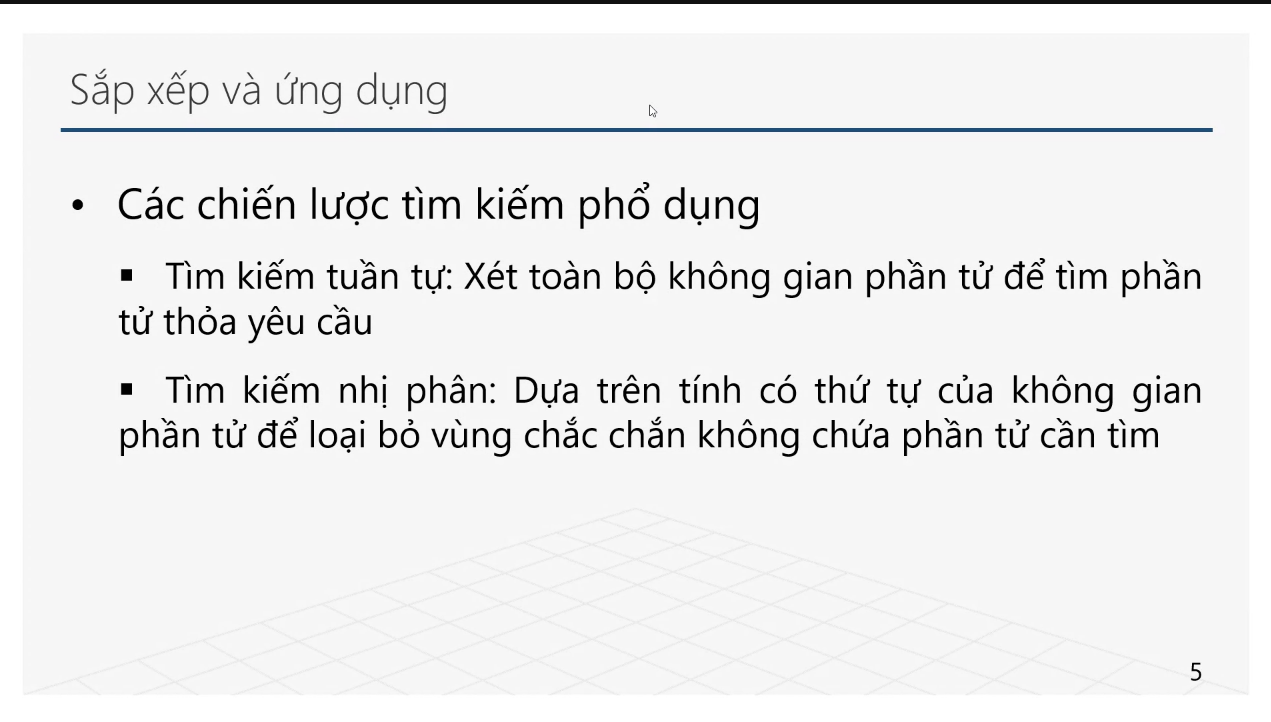 Sắp xếp và ứng dụng
• Các chiến lược tìm kiếm phổ dụng
▪ Tìm kiếm tuần tự: Xét toàn bộ không gian phần tử để tìm phần
tử thỏa yêu cầu
▪ Tìm kiếm nhị phân: Dựa trên tính có thứ tự của không gian
phần tử để loại bỏ vùng chắc chắn không chứa phần tử cần tìm
5